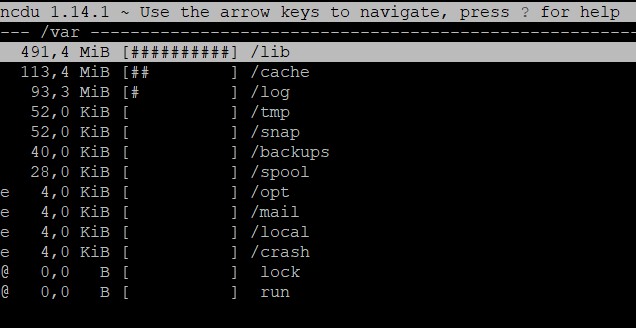 ncdu 1.14.1 ~ Use the arrow keys to navigate, press ? for help
--- /var -------------------------------------------------------
  491,4 MiB [##########] /lib
  113,4 MiB [##        ] /cache
   93,3 MiB [#         ] /log
   52,0 KiB [          ] /tmp
   52,0 KiB [          ] /snap
   40,0 KiB [          ] /backups
   28,0 KiB [          ] /spool
e   4,0 KiB [          ] /opt
e   4,0 KiB [          ] /mail
e   4,0 KiB [          ] /local
e   4,0 KiB [          ] /crash
@   0,0   B [          ]  lock
@   0,0   B [          ]  run